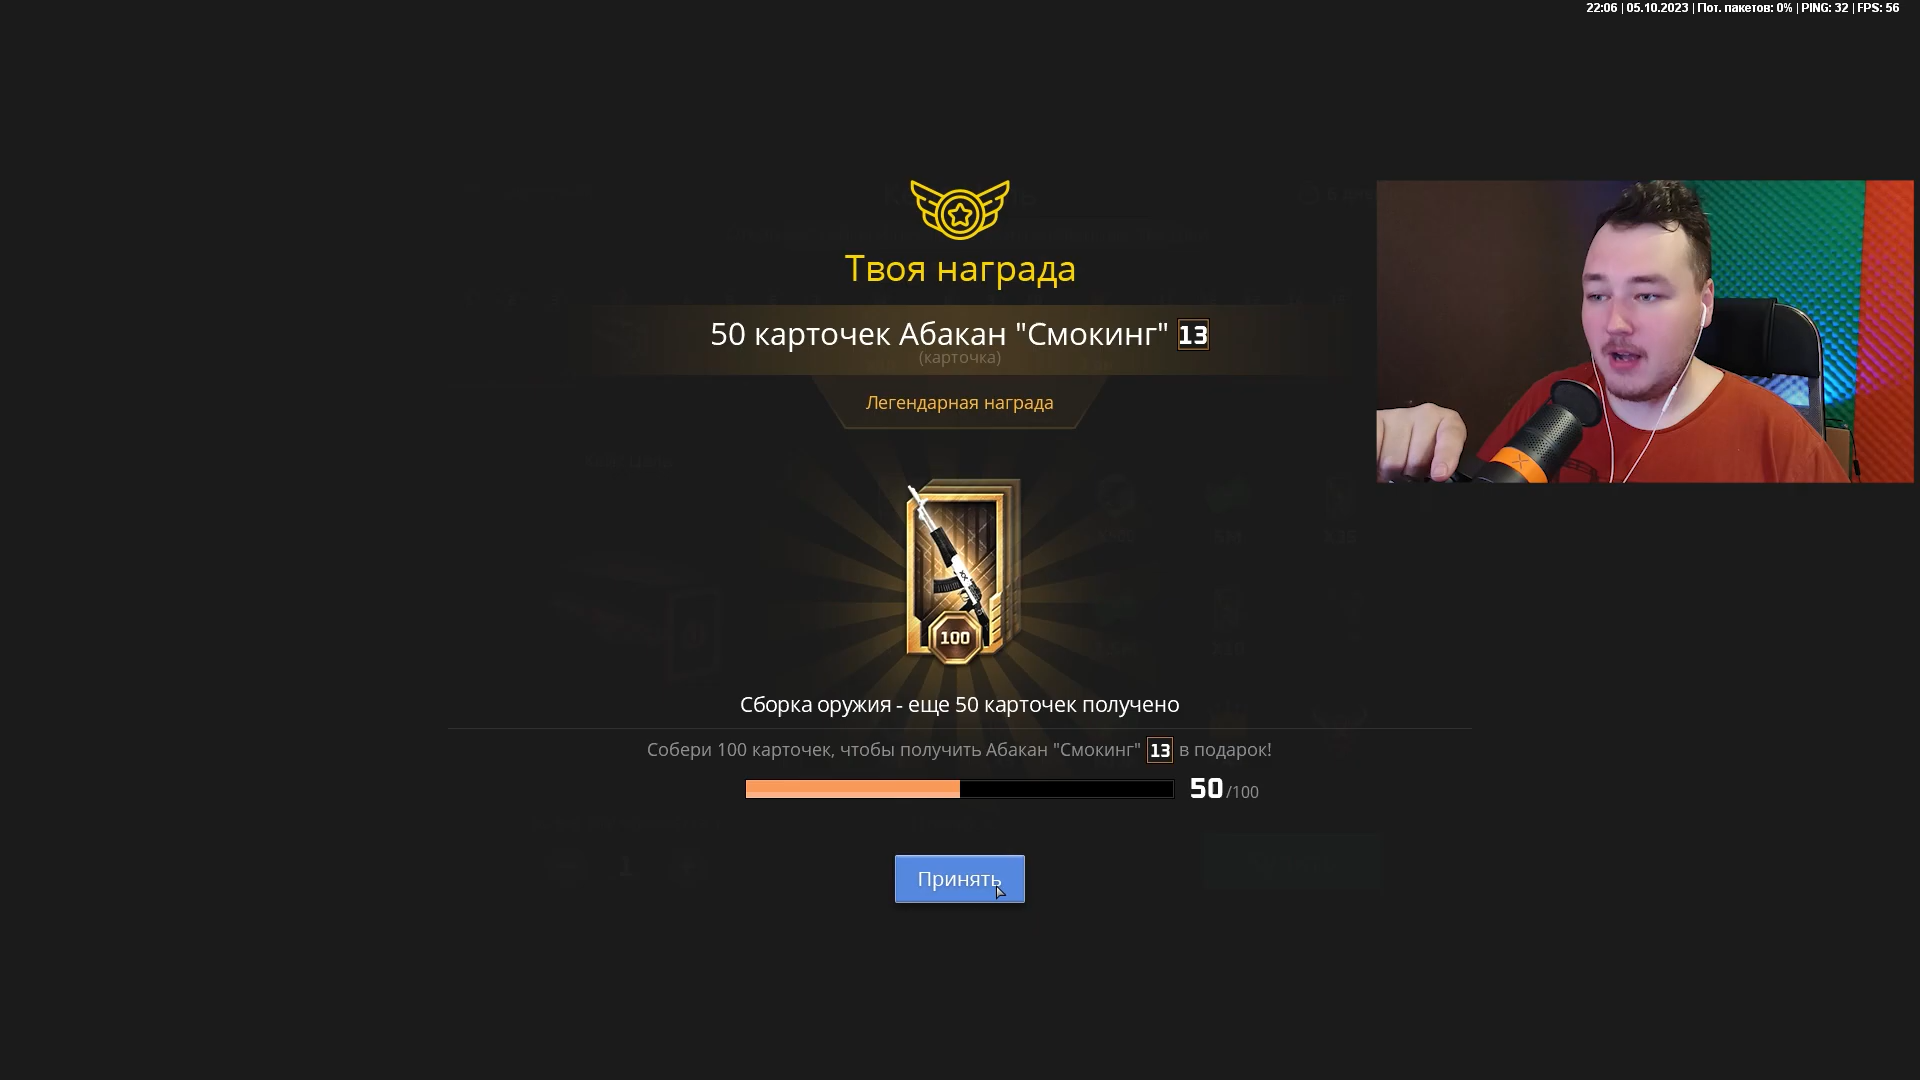 22:06 | 05.10.2023 | Пот. пакетов: 0% | PING: 32 | FPS: 56
Твоя награда
50 карточек Абакан "Смокинг" 13
(карточка)
Легендарная награда
100
Сборка оружия - еще 50 карточек получено
Собери 100 карточек, чтобы получить Абакан "Смокинг" 13 в подарок!
50/100
Принять